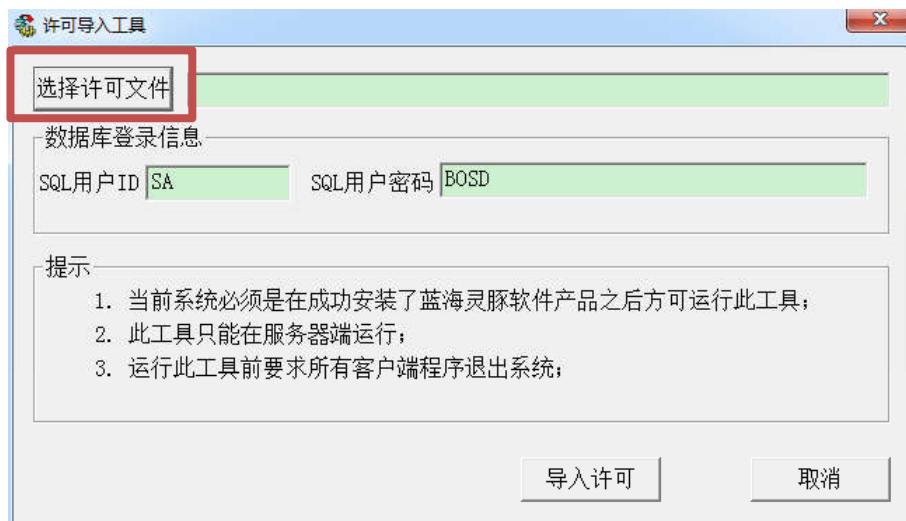 许可导入工具
选择许可文件
数据库登录信息
SQL用户ID SA SQL用户密码 BOSD
提示
1. 当前系统必须是在成功安装了蓝海灵豚软件产品之后方可运行此工具；
2. 此工具只能在服务器端运行；
3. 运行此工具前要求所有客户端程序退出系统；
导入许可 取消